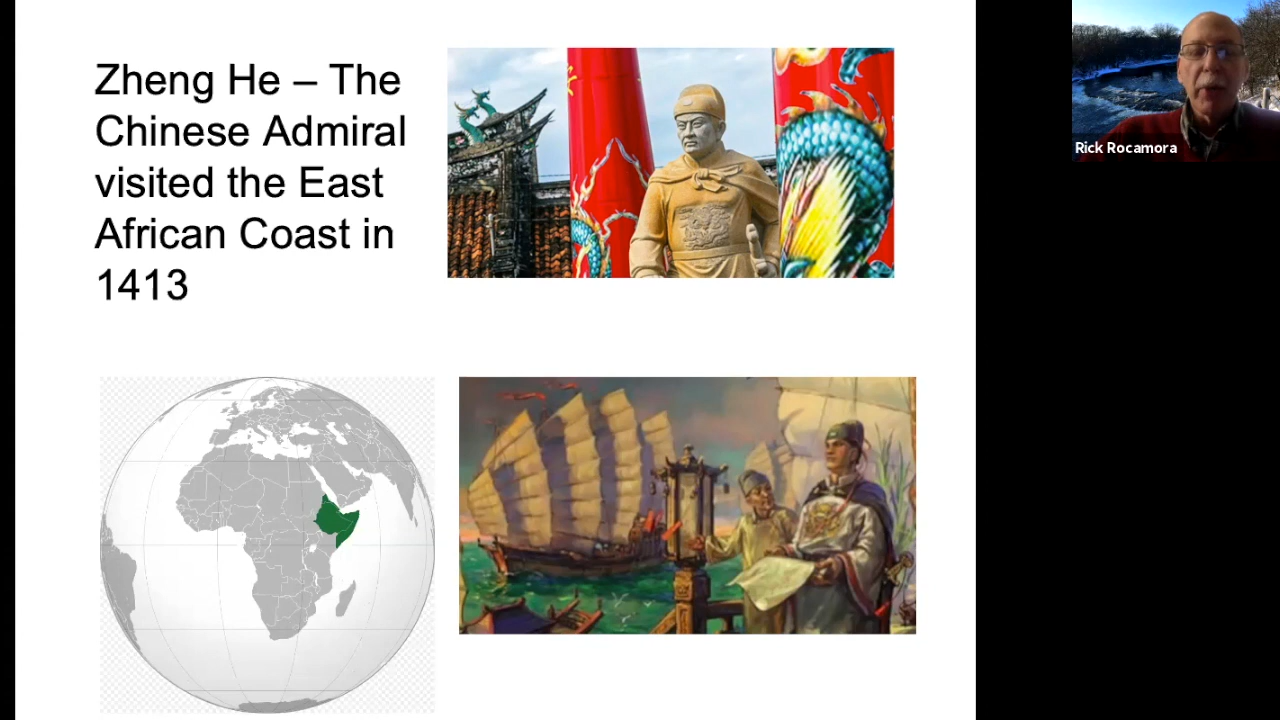 Zheng He – The
Chinese Admiral
visited the East
African Coast in
1413
Rick Rocamora